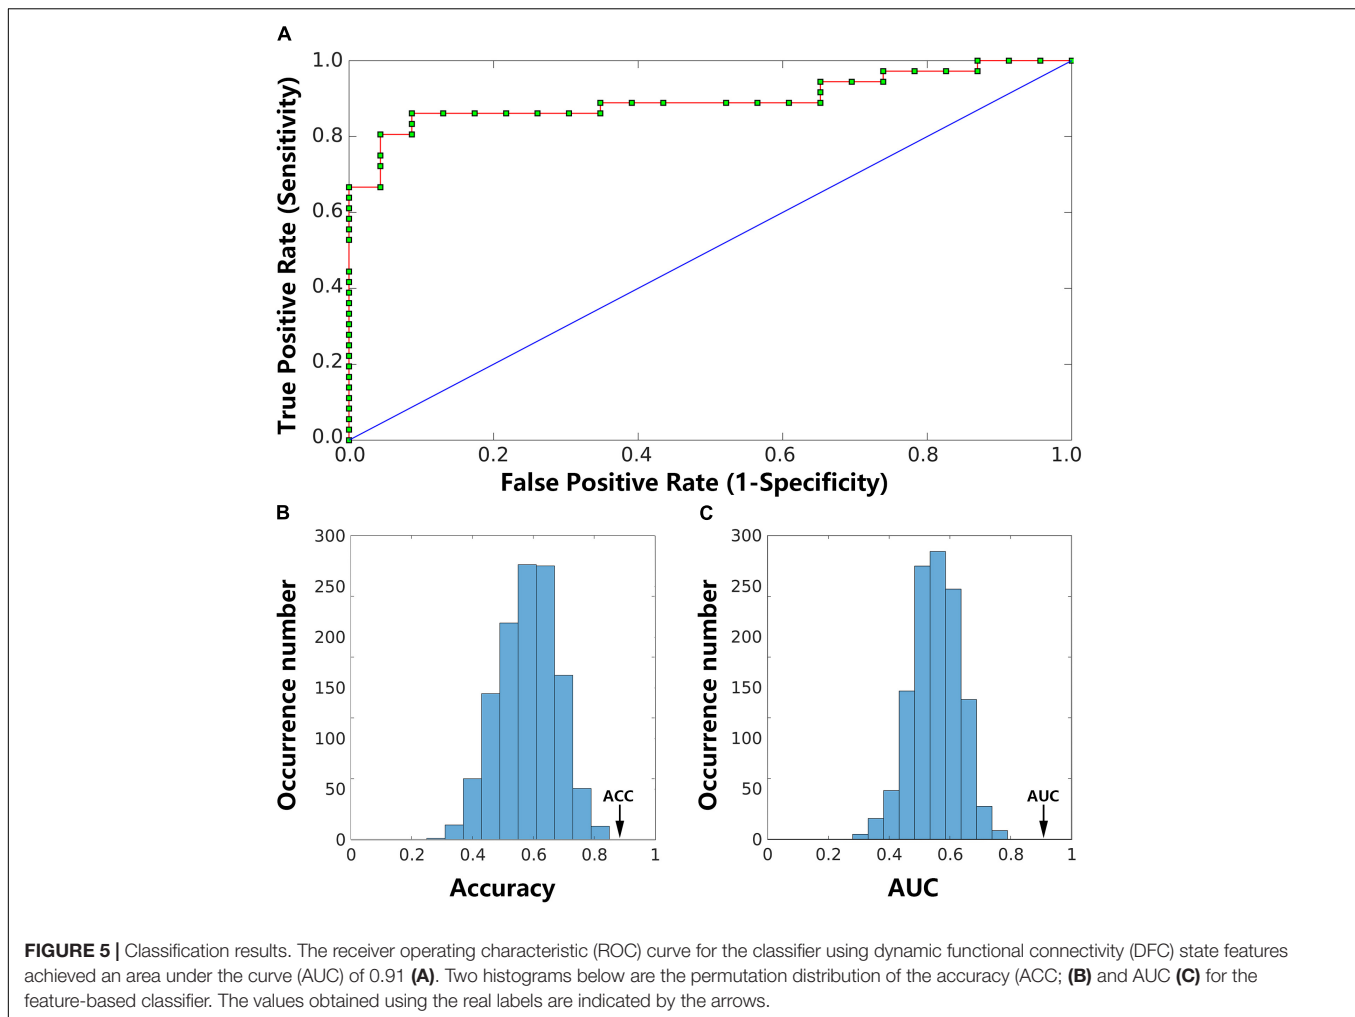 A
1.0
0.8
0.6
0.4
0.2
0.0
True Positive Rate (Sensitivity)
0.0 0.2 0.4 0.6 0.8 1.0
False Positive Rate (1-Specificity)
B
300
250
200
150
100
50
0
Occurrence number
ACC
0 0.2 0.4 0.6 0.8 1
Accuracy
C
300
250
200
150
100
50
0
Occurrence number
AUC
0 0.2 0.4 0.6 0.8 1
AUC
FIGURE 5 | Classification results. The receiver operating characteristic (ROC) curve for the classifier using dynamic functional connectivity (DFC) state features
achieved an area under the curve (AUC) of 0.91 (A). Two histograms below are the permutation distribution of the accuracy (ACC; (B) and AUC (C) for the
feature-based classifier. The values obtained using the real labels are indicated by the arrows.